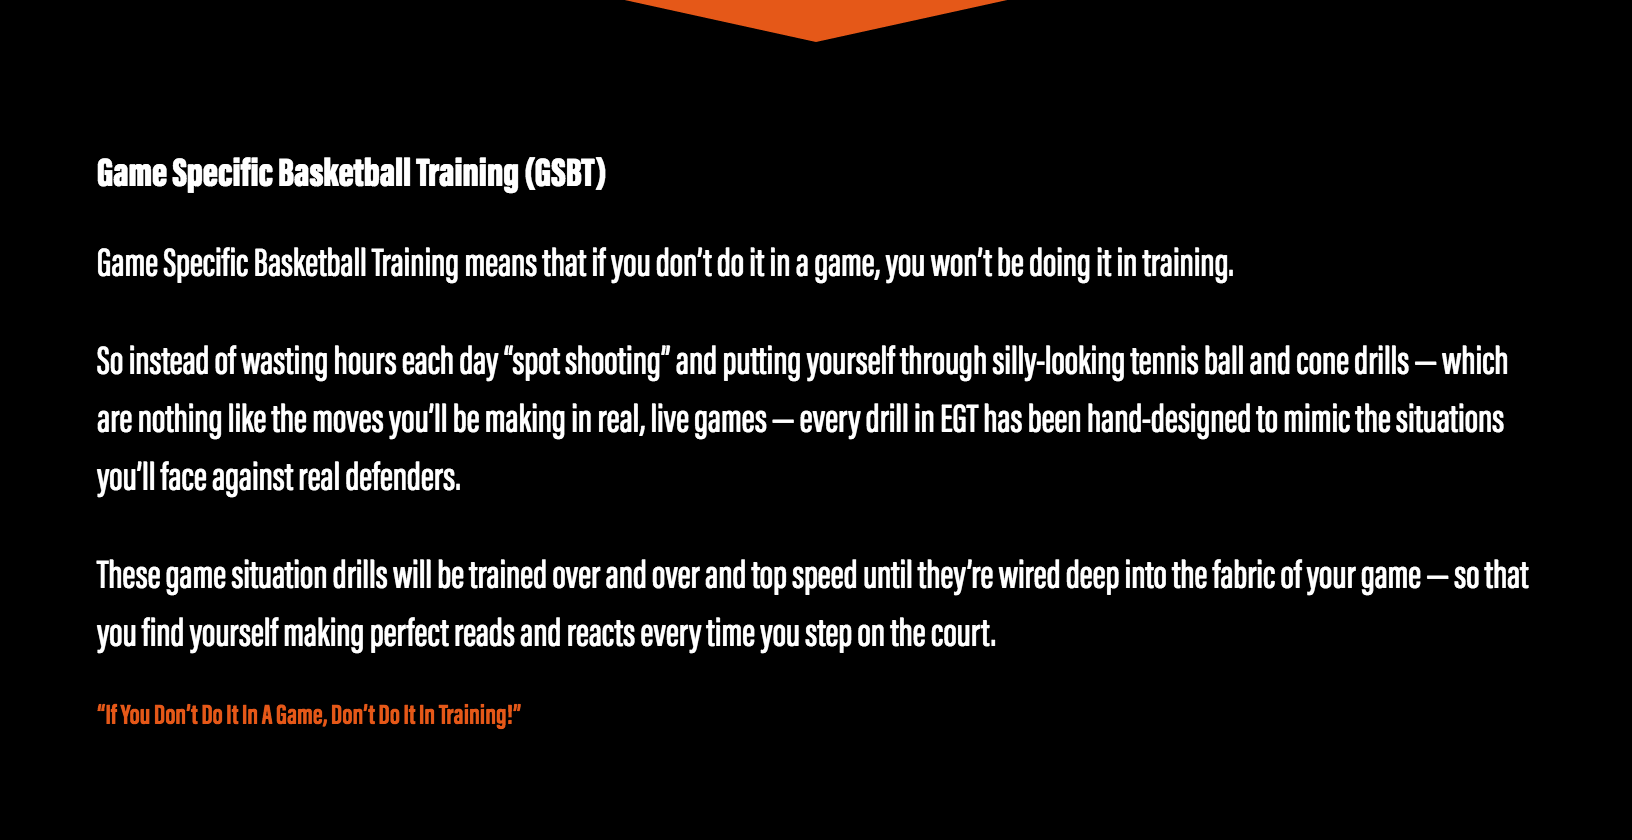 Game Specific Basketball Training (GSBT)
Game Specific Basketball Training means that if you don’t do it in a game, you won’t be doing it in training.
So instead of wasting hours each day “spot shooting” and putting yourself through silly-looking tennis ball and cone drills — which
are nothing like the moves you’ll be making in real, live games — every drill in EGT has been hand-designed to mimic the situations
you’ll face against real defenders.
These game situation drills will be trained over and over and top speed until they’re wired deep into the fabric of your game — so that
you find yourself making perfect reads and reacts every time you step on the court.
“If You Don’t Do It In A Game, Don’t Do It In Training!”